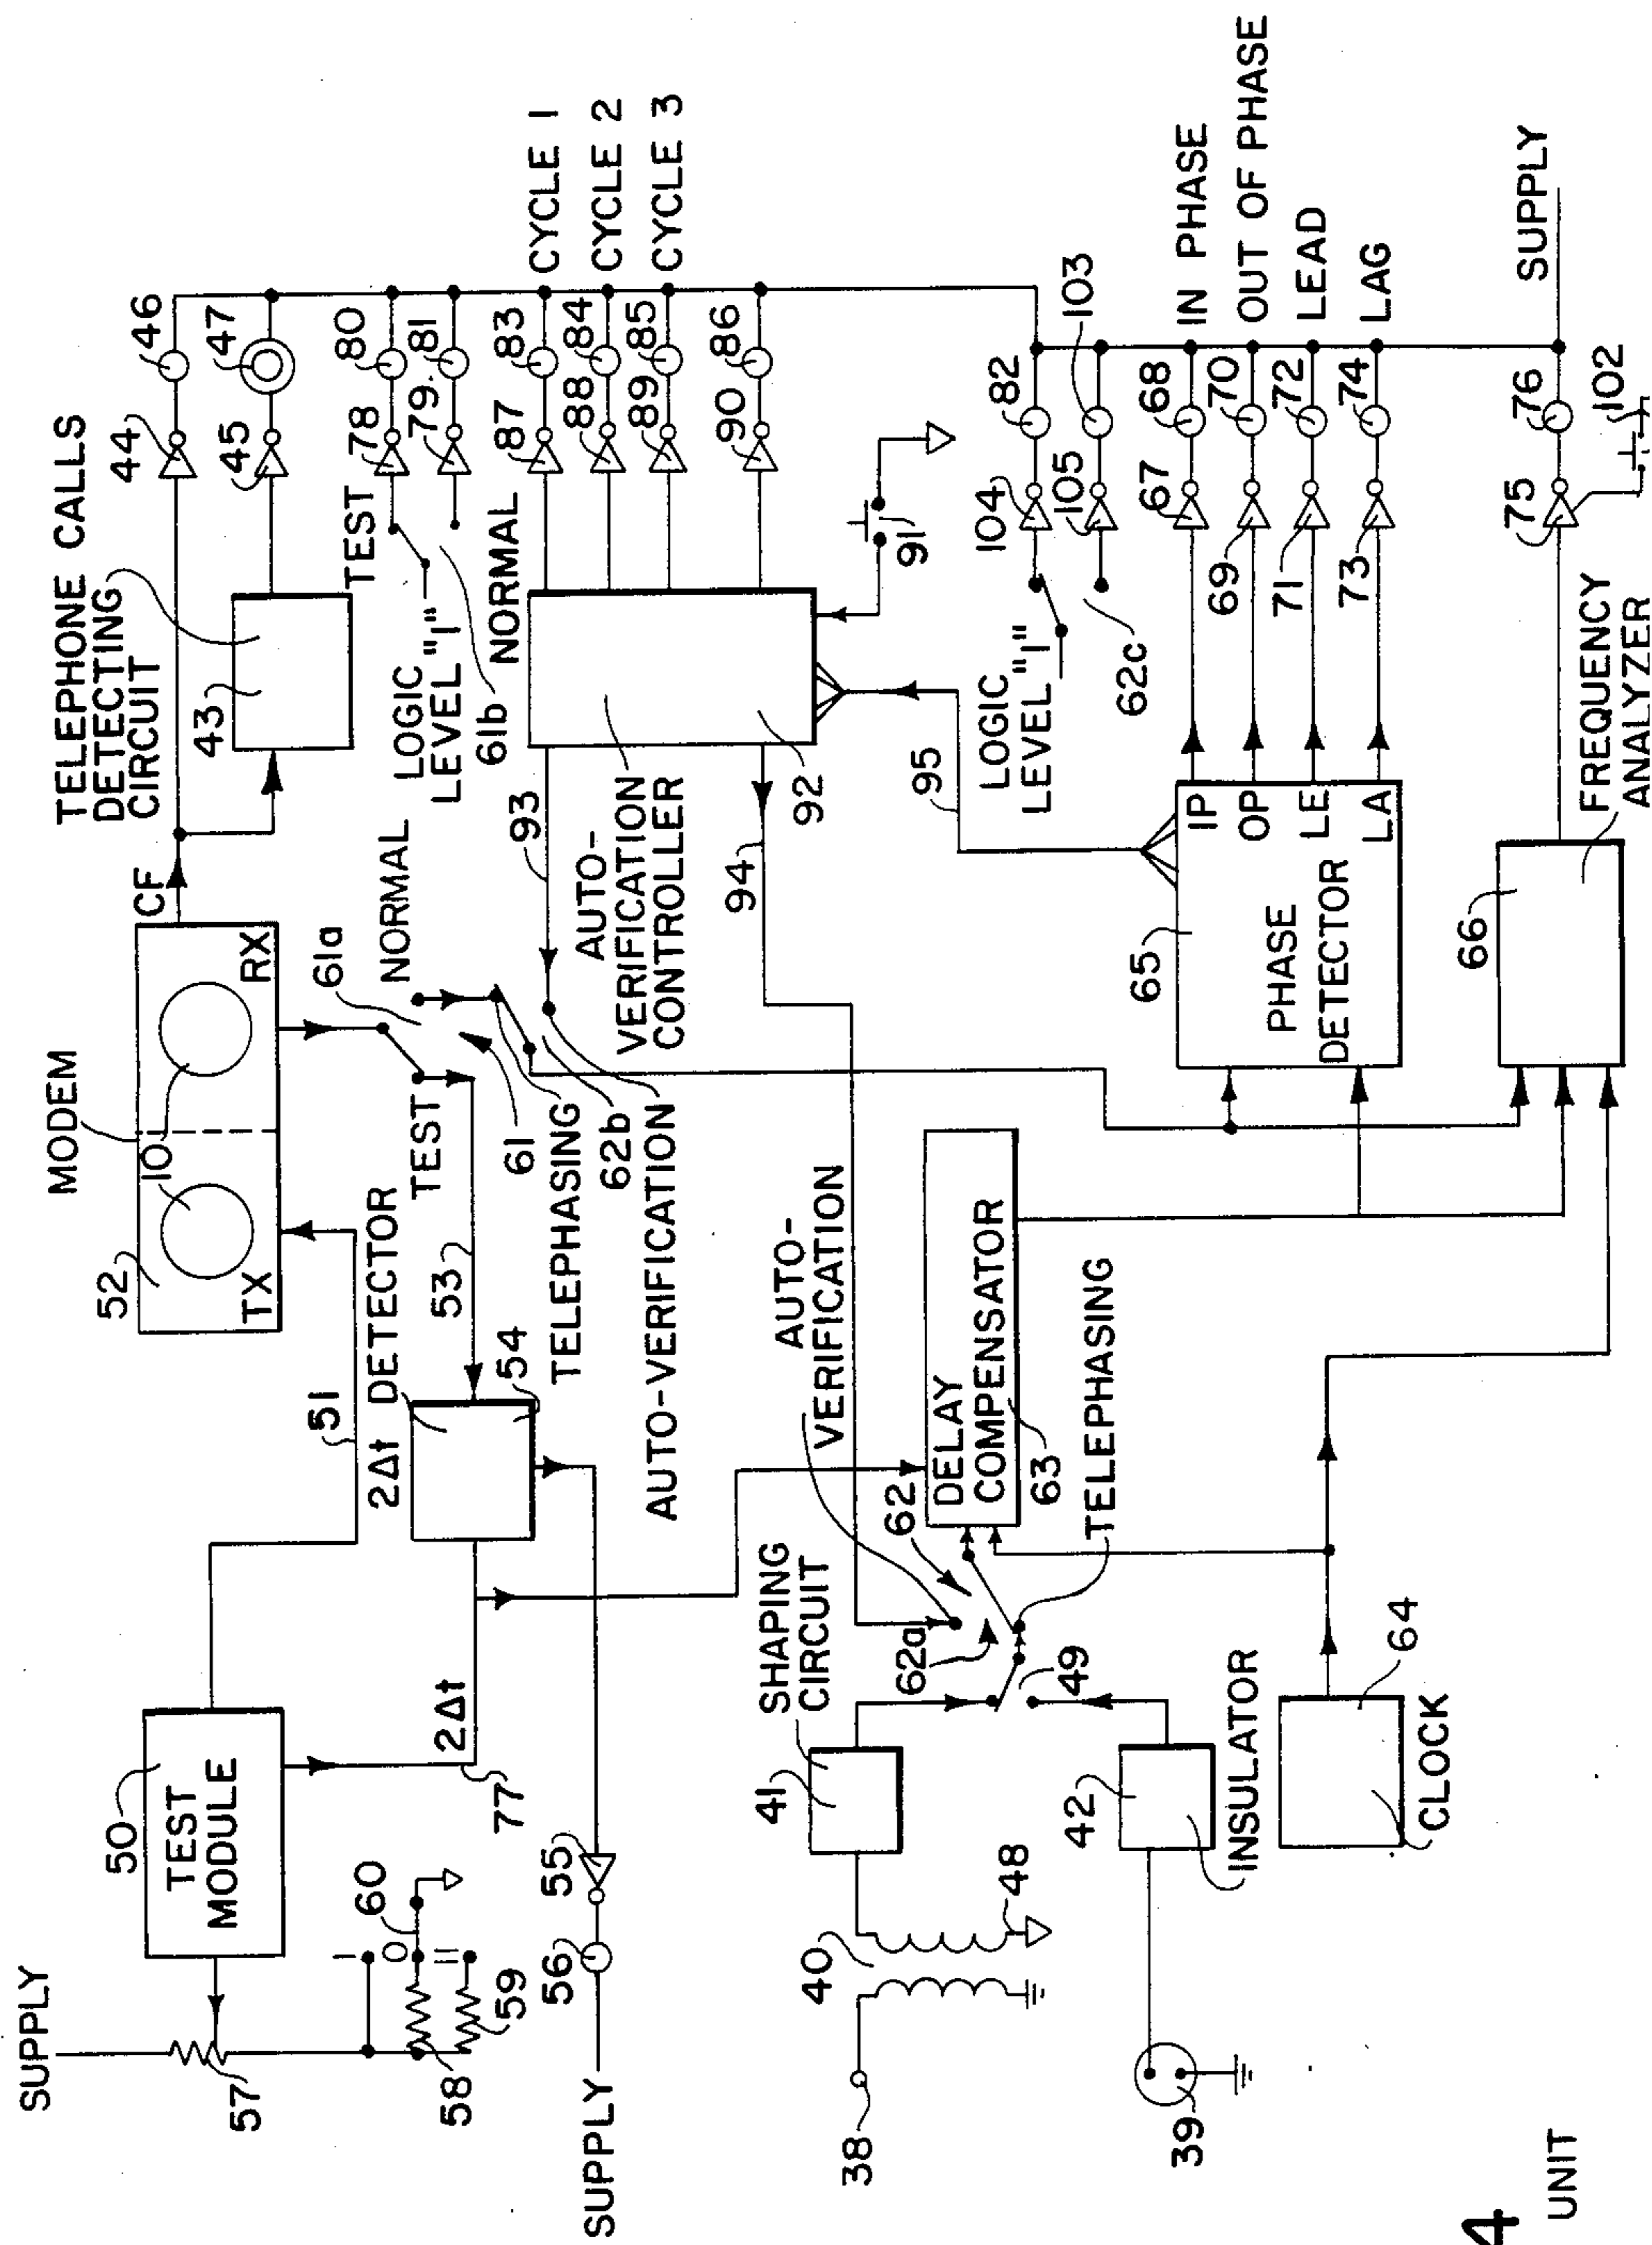 TELEPHONE CALLS
DETECTING
CIRCUIT
43
44
46
45
47
MODEM
52
10
TX
RX
CF
51
50
TEST
MODULE
SUPPLY
57
58
59
60
1
0
11
2Δt
77
2Δt DETECTOR
54
53
TEST
NORMAL
61a
61
TELEPHASING
62b
AUTO-VERIFICATION
55
56
SUPPLY
TEST
LOGIC
LEVEL "1"
61b
NORMAL
78
80
79
81
87
83
CYCLE 1
88
84
CYCLE 2
89
85
CYCLE 3
90
86
91
93
94
AUTO-
VERIFICATION
CONTROLLER
92
95
LOGIC
LEVEL "1"
62c
104
82
105
103
SHAPING
CIRCUIT
41
40
48
38
39
42
INSULATOR
49
62a
62
AUTO-
VERIFICATION
TELEPHASING
DELAY
COMPENSATOR
63
64
CLOCK
65
PHASE
DETECTOR
IP
OP
LE
LA
67
68
IN PHASE
69
70
OUT OF PHASE
71
72
LEAD
73
74
LAG
66
FREQUENCY
ANALYZER
75
76
102
SUPPLY
4
UNIT